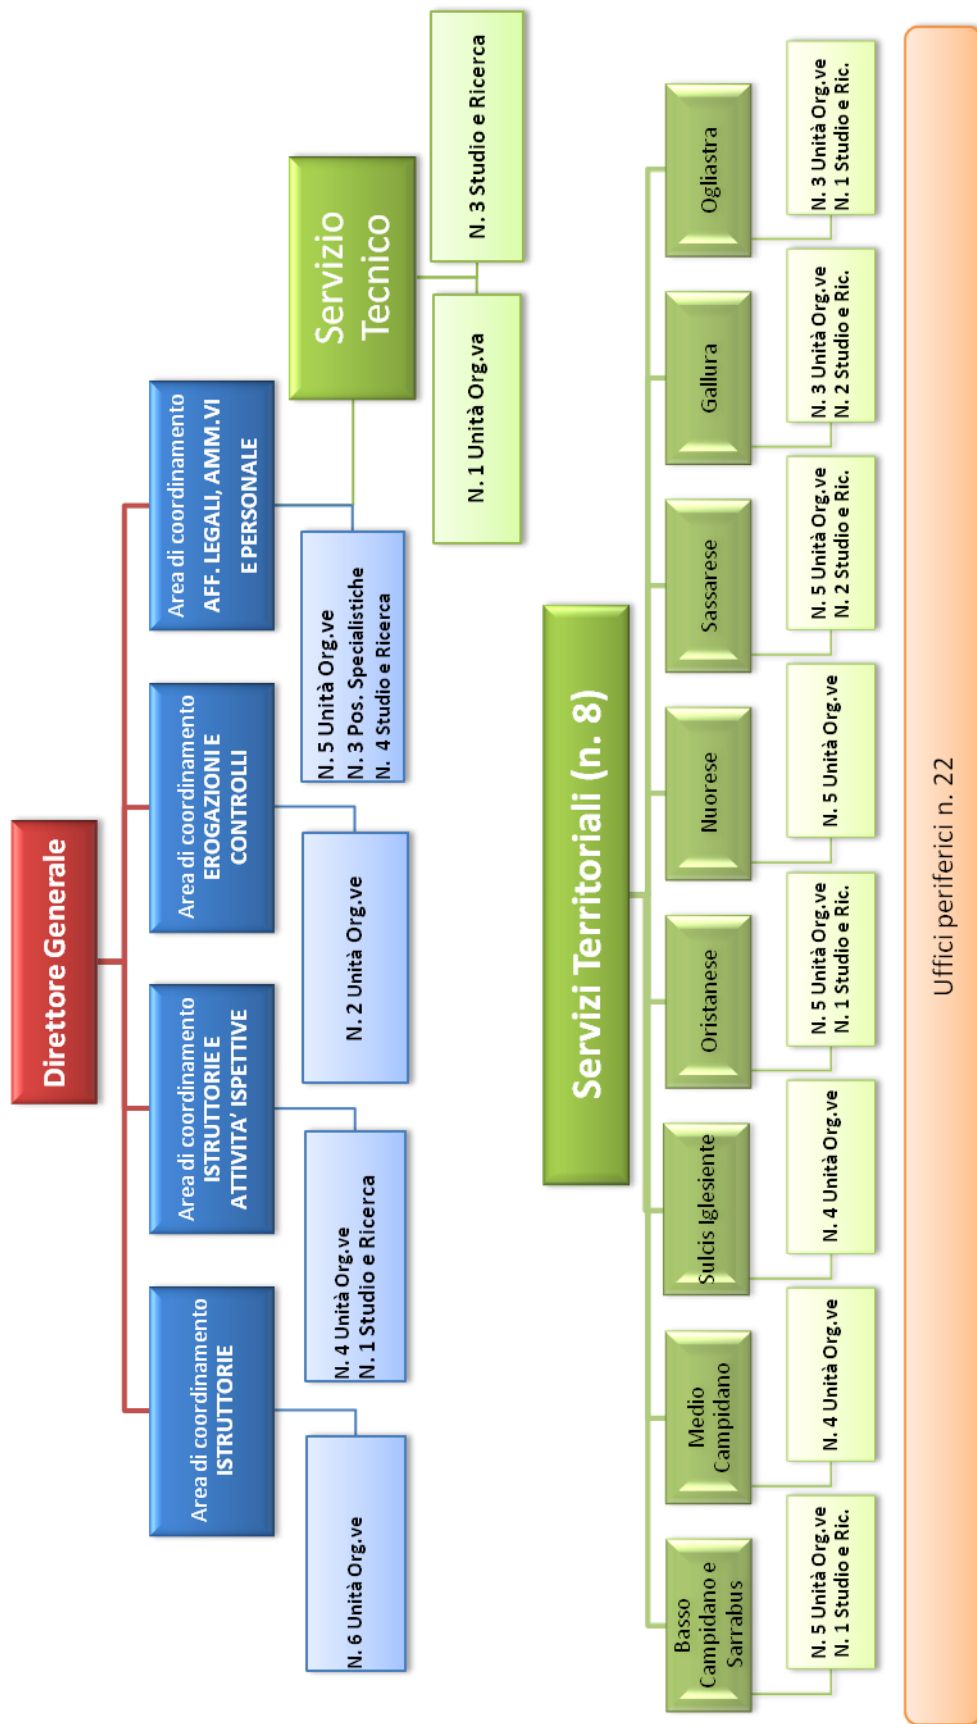 Direttore Generale
Area di coordinamento
ISTRUTTORIE
Area di coordinamento
ISTRUTTORIE E
ATTIVITA’ ISPETTIVE
Area di coordinamento
EROGAZIONI E
CONTROLLI
Area di coordinamento
AFF. LEGALI, AMM.VI
E PERSONALE
N. 6 Unità Org.ve
N. 4 Unità Org.ve
N. 1 Studio e Ricerca
N. 2 Unità Org.ve
N. 5 Unità Org.ve
N. 3 Pos. Specialistiche
N. 4 Studio e Ricerca
Servizio
Tecnico
N. 1 Unità Org.va
N. 3 Studio e Ricerca
Servizi Territoriali (n. 8)
Basso
Campidano e
Sarrabus
Medio
Campidano
Sulcis Iglesiente
Oristanese
Nuorese
Sassarese
Gallura
Ogliastra
N. 5 Unità Org.ve
N. 1 Studio e Ric.
N. 4 Unità Org.ve
N. 4 Unità Org.ve
N. 5 Unità Org.ve
N. 1 Studio e Ric.
N. 5 Unità Org.ve
N. 5 Unità Org.ve
N. 2 Studio e Ric.
N. 3 Unità Org.ve
N. 2 Studio e Ric.
N. 3 Unità Org.ve
N. 1 Studio e Ric.
Uffici periferici n. 22